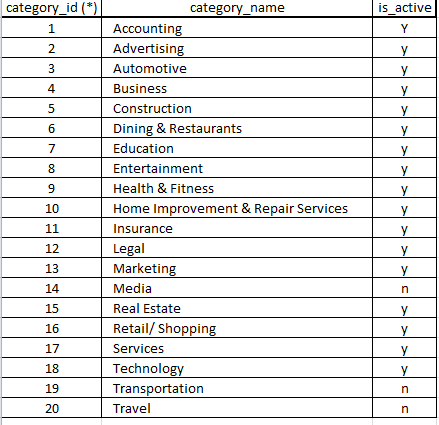 category_id (*) category_name is_active
1 Accounting Y
2 Advertising y
3 Automotive y
4 Business y
5 Construction y
6 Dining & Restaurants y
7 Education y
8 Entertainment y
9 Health & Fitness y
10 Home Improvement & Repair Services y
11 Insurance y
12 Legal y
13 Marketing y
14 Media n
15 Real Estate y
16 Retail/ Shopping y
17 Services y
18 Technology y
19 Transportation n
20 Travel n